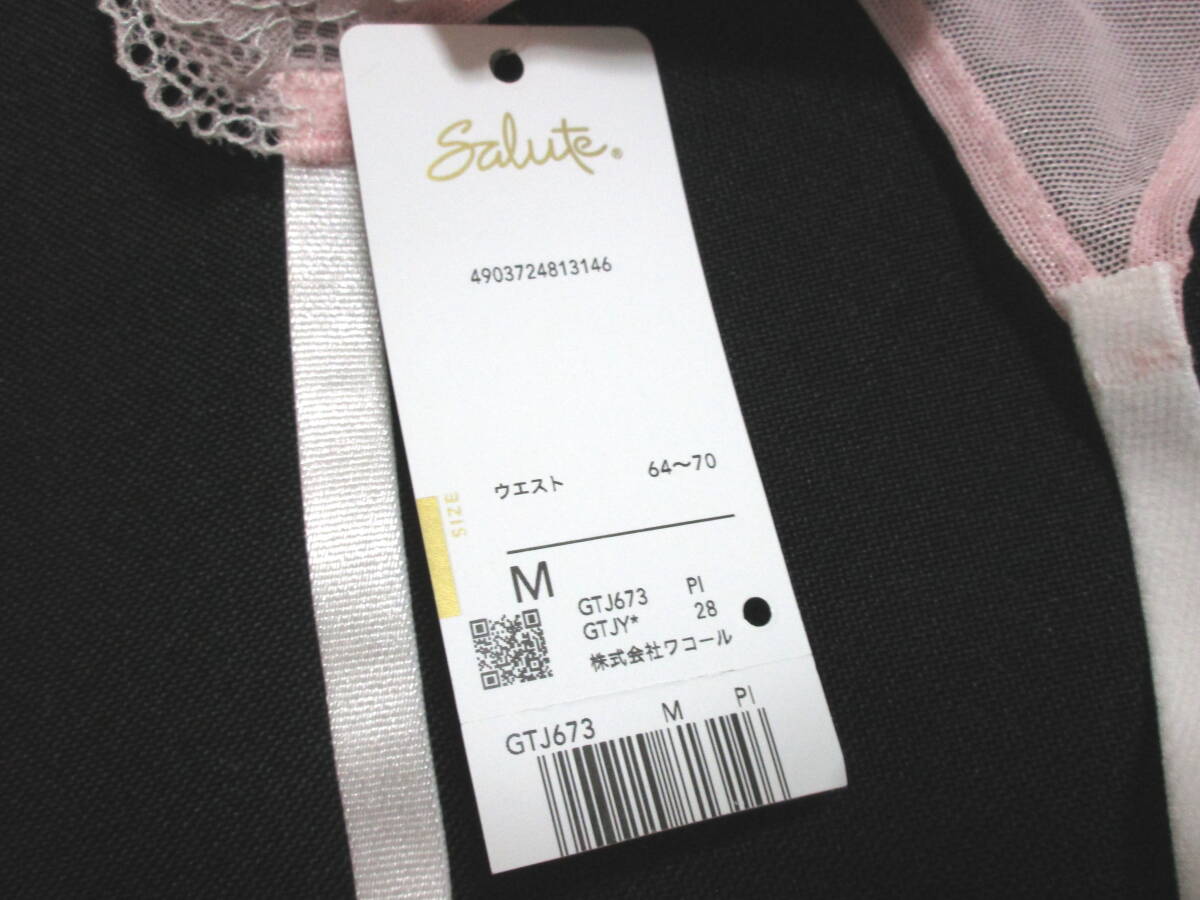 Salute®
4903724813146
SIZE
ウエスト 64〜70
M
GTJ673 PI
GTJY* 28
株式会社ワコール
GTJ673 M PI